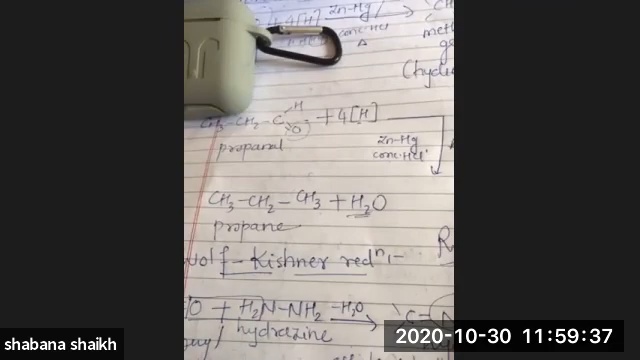 +4[H] Zn-Hg
conc. HCl
Δ
CH3-CH2-C H O + 4[H]
propanal
Zn-Hg
conc. HCl
CH3-CH2-CH3 + H2O
propane
Wolf-Kishner redn,-
O + H2N-NH2 -H2O C
hydrazine
shabana shaikh
2020-10-30 11:59:37